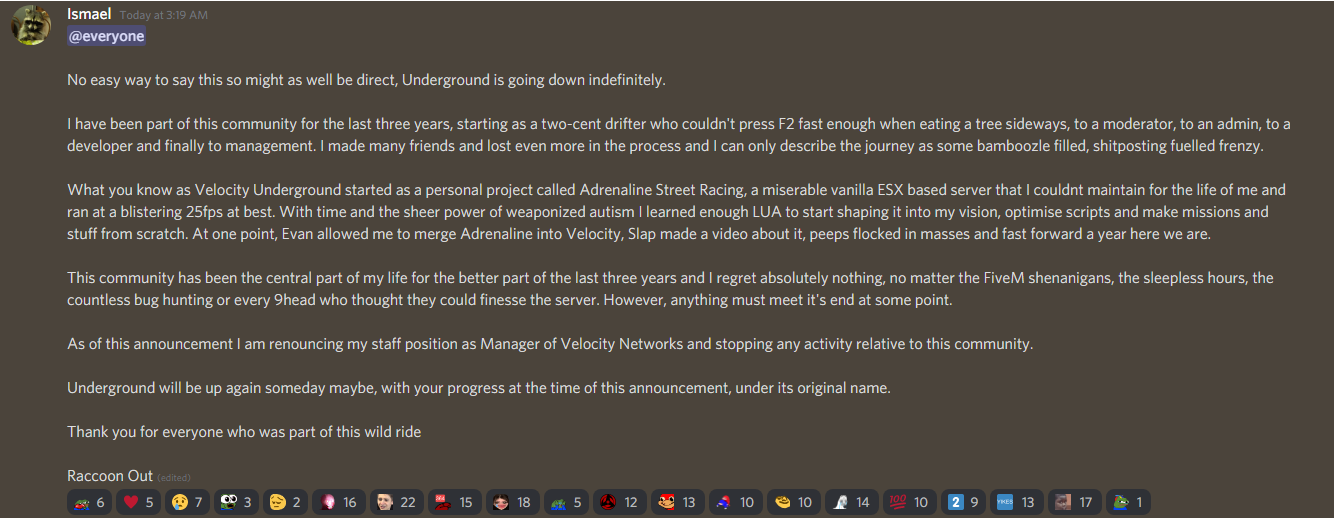 Ismael Today at 3:19 AM
@everyone
No easy way to say this so might as well be direct, Underground is going down indefinitely.
I have been part of this community for the last three years, starting as a two-cent drifter who couldn't press F2 fast enough when eating a tree sideways, to a moderator, to an admin, to a
developer and finally to management. I made many friends and lost even more in the process and I can only describe the journey as some bamboozle filled, shitposting fuelled frenzy.
What you know as Velocity Underground started as a personal project called Adrenaline Street Racing, a miserable vanilla ESX based server that I couldnt maintain for the life of me and
ran at a blistering 25fps at best. With time and the sheer power of weaponized autism I learned enough LUA to start shaping it into my vision, optimise scripts and make missions and
stuff from scratch. At one point, Evan allowed me to merge Adrenaline into Velocity, Slap made a video about it, peeps flocked in masses and fast forward a year here we are.
This community has been the central part of my life for the better part of the last three years and I regret absolutely nothing, no matter the FiveM shenanigans, the sleepless hours, the
countless bug hunting or every 9head who thought they could finesse the server. However, anything must meet it's end at some point.
As of this announcement I am renouncing my staff position as Manager of Velocity Networks and stopping any activity relative to this community.
Underground will be up again someday maybe, with your progress at the time of this announcement, under its original name.
Thank you for everyone who was part of this wild ride
Raccoon Out (edited)
6 5 7 3 2 16 22 15 18 5 12 13 10 10 14 100 10 2 9 YIKES 13 17 1